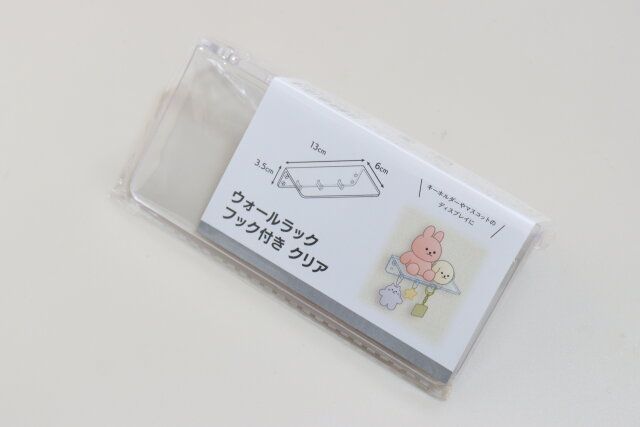 13cm
6cm
3.5cm
キーホルダーやマスコットの
ディスプレイに
ウォールラック
フック付き クリア